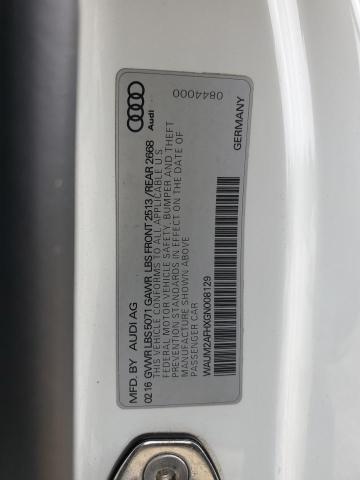 MFD. BY AUDI AG
Audi
0844000
02 16 GVWR LBS 5071 GAWR LBS FRONT 2513 / REAR 2668
THIS VEHICLE CONFORMS TO ALL APPLICABLE U S
FEDERAL MOTOR VEHICLE SAFETY, BUMPER AND THEFT
PREVENTION STANDARDS IN EFFECT ON THE DATE OF
MANUFACTURE SHOWN ABOVE
PASSENGER CAR
WAUM2AFHXGN008129
GERMANY